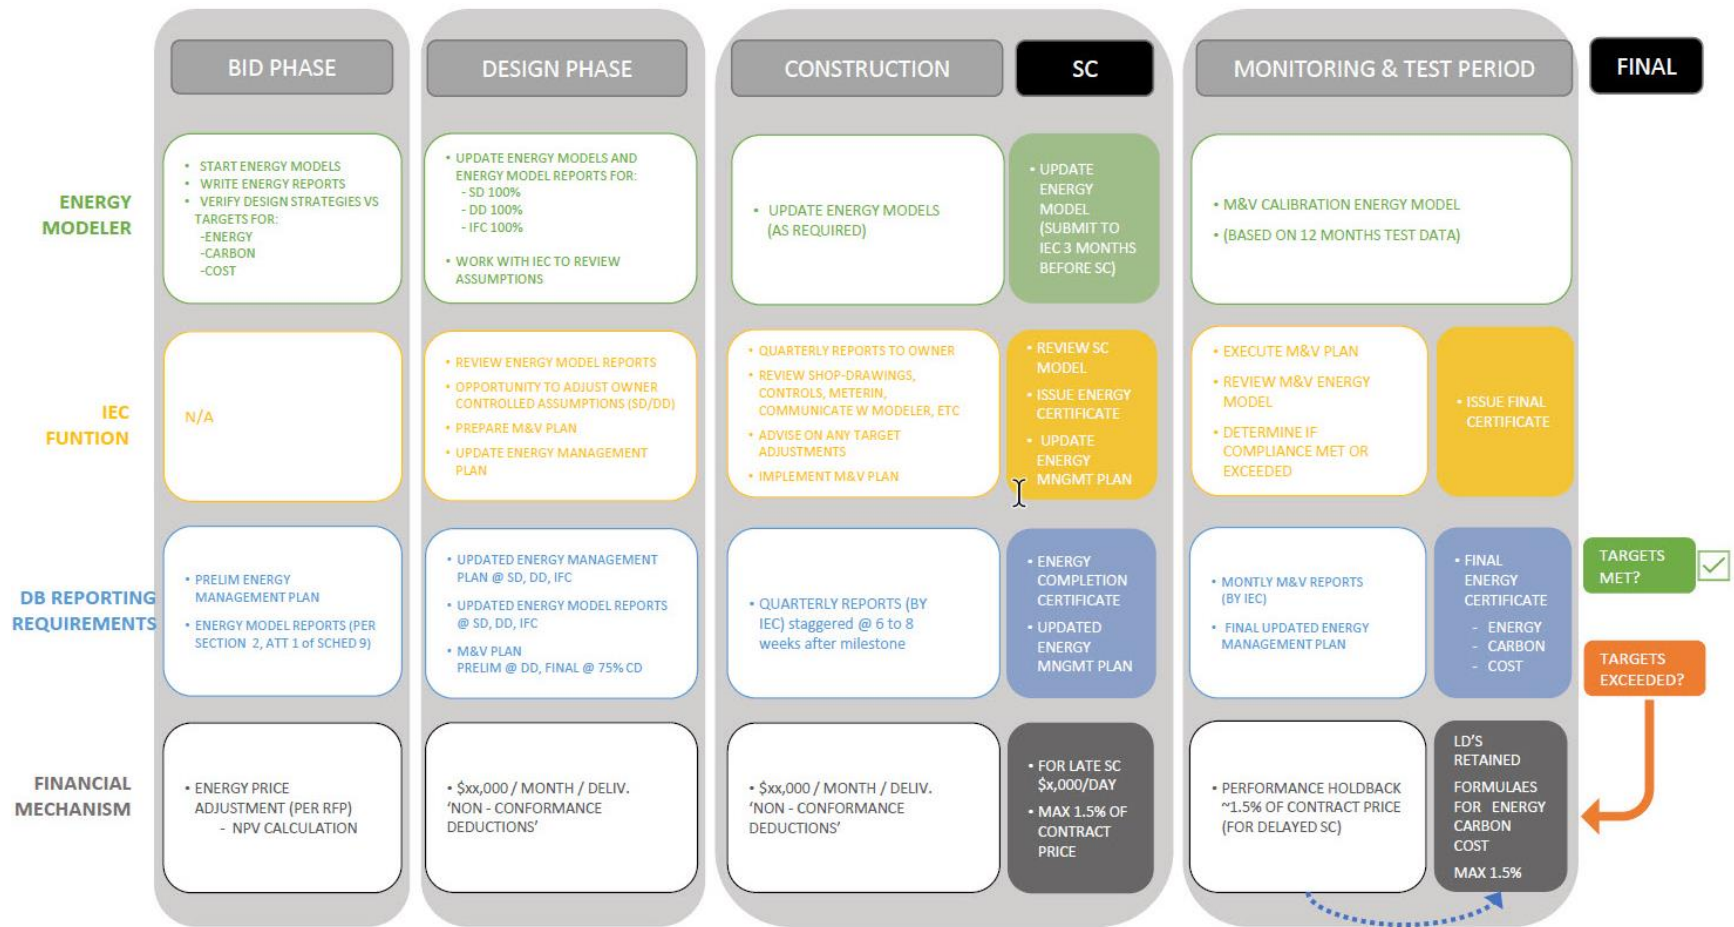 BID PHASE
DESIGN PHASE
CONSTRUCTION
SC
MONITORING & TEST PERIOD
FINAL
ENERGY
MODELER
• START ENERGY MODELS
• WRITE ENERGY REPORTS
• VERIFY DESIGN STRATEGIES VS
TARGETS FOR:
-ENERGY
-CARBON
-COST
• UPDATE ENERGY MODELS AND
ENERGY MODEL REPORTS FOR:
- SD 100%
- DD 100%
- IFC 100%
• WORK WITH IEC TO REVIEW
ASSUMPTIONS
• UPDATE ENERGY MODELS
(AS REQUIRED)
• UPDATE
ENERGY
MODEL
(SUBMIT TO
IEC 3 MONTHS
BEFORE SC)
• M&V CALIBRATION ENERGY MODEL
• (BASED ON 12 MONTHS TEST DATA)
IEC
FUNTION
N/A
• REVIEW ENERGY MODEL REPORTS
• OPPORTUNITY TO ADJUST OWNER
CONTROLLED ASSUMPTIONS (SD/DD)
• PREPARE M&V PLAN
• UPDATE ENERGY MANAGEMENT
PLAN
• QUARTERLY REPORTS TO OWNER
• REVIEW SHOP-DRAWINGS,
CONTROLS, METERIN,
COMMUNICATE W MODELER, ETC
• ADVISE ON ANY TARGET
ADJUSTMENTS
• IMPLEMENT M&V PLAN
• REVIEW SC
MODEL
• ISSUE ENERGY
CERTIFICATE
• UPDATE
ENERGY
MNGMT PLAN
• EXECUTE M&V PLAN
• REVIEW M&V ENERGY
MODEL
• DETERMINE IF
COMPLIANCE MET OR
EXCEEDED
• ISSUE FINAL
CERTIFICATE
DB REPORTING
REQUIREMENTS
• PRELIM ENERGY
MANAGEMENT PLAN
• ENERGY MODEL REPORTS (PER
SECTION 2, ATT 1 of SCHED 9)
• UPDATED ENERGY MANAGEMENT
PLAN @ SD, DD, IFC
• UPDATED ENERGY MODEL REPORTS
@ SD, DD, IFC
• M&V PLAN
PRELIM @ DD, FINAL @ 75% CD
• QUARTERLY REPORTS (BY
IEC) staggered @ 6 to 8
weeks after milestone
• ENERGY
COMPLETION
CERTIFICATE
• UPDATED
ENERGY
MNGMT PLAN
• MONTLY M&V REPORTS
(BY IEC)
• FINAL UPDATED ENERGY
MANAGEMENT PLAN
• FINAL
ENERGY
CERTIFICATE
- ENERGY
- CARBON
- COST
TARGETS
MET?
TARGETS
EXCEEDED?
FINANCIAL
MECHANISM
• ENERGY PRICE
ADJUSTMENT (PER RFP)
- NPV CALCULATION
• $xx,000 / MONTH / DELIV.
'NON - CONFORMANCE
DEDUCTIONS'
• $xx,000 / MONTH / DELIV.
'NON - CONFORMANCE
DEDUCTIONS'
• FOR LATE SC
$x,000/DAY
• MAX 1.5% OF
CONTRACT
PRICE
• PERFORMANCE HOLDBACK
~1.5% OF CONTRACT PRICE
(FOR DELAYED SC)
LD'S
RETAINED
FORMULAES
FOR ENERGY
CARBON
COST
MAX 1.5%